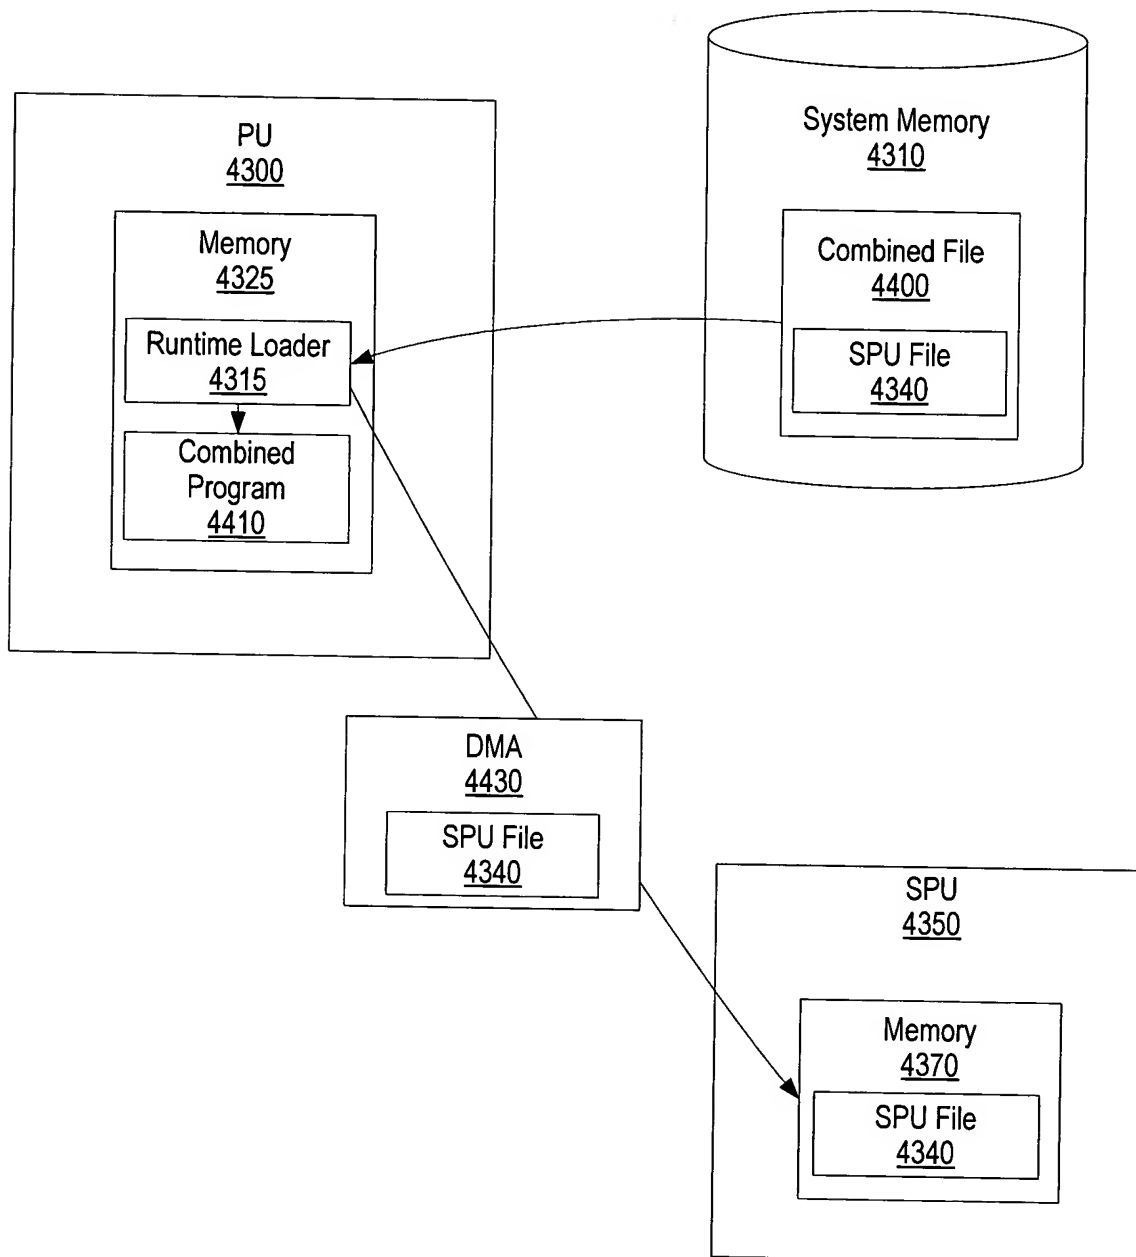 PU
4300
Memory
4325
Runtime Loader
4315
Combined
Program
4410
System Memory
4310
Combined File
4400
SPU File
4340
DMA
4430
SPU File
4340
SPU
4350
Memory
4370
SPU File
4340